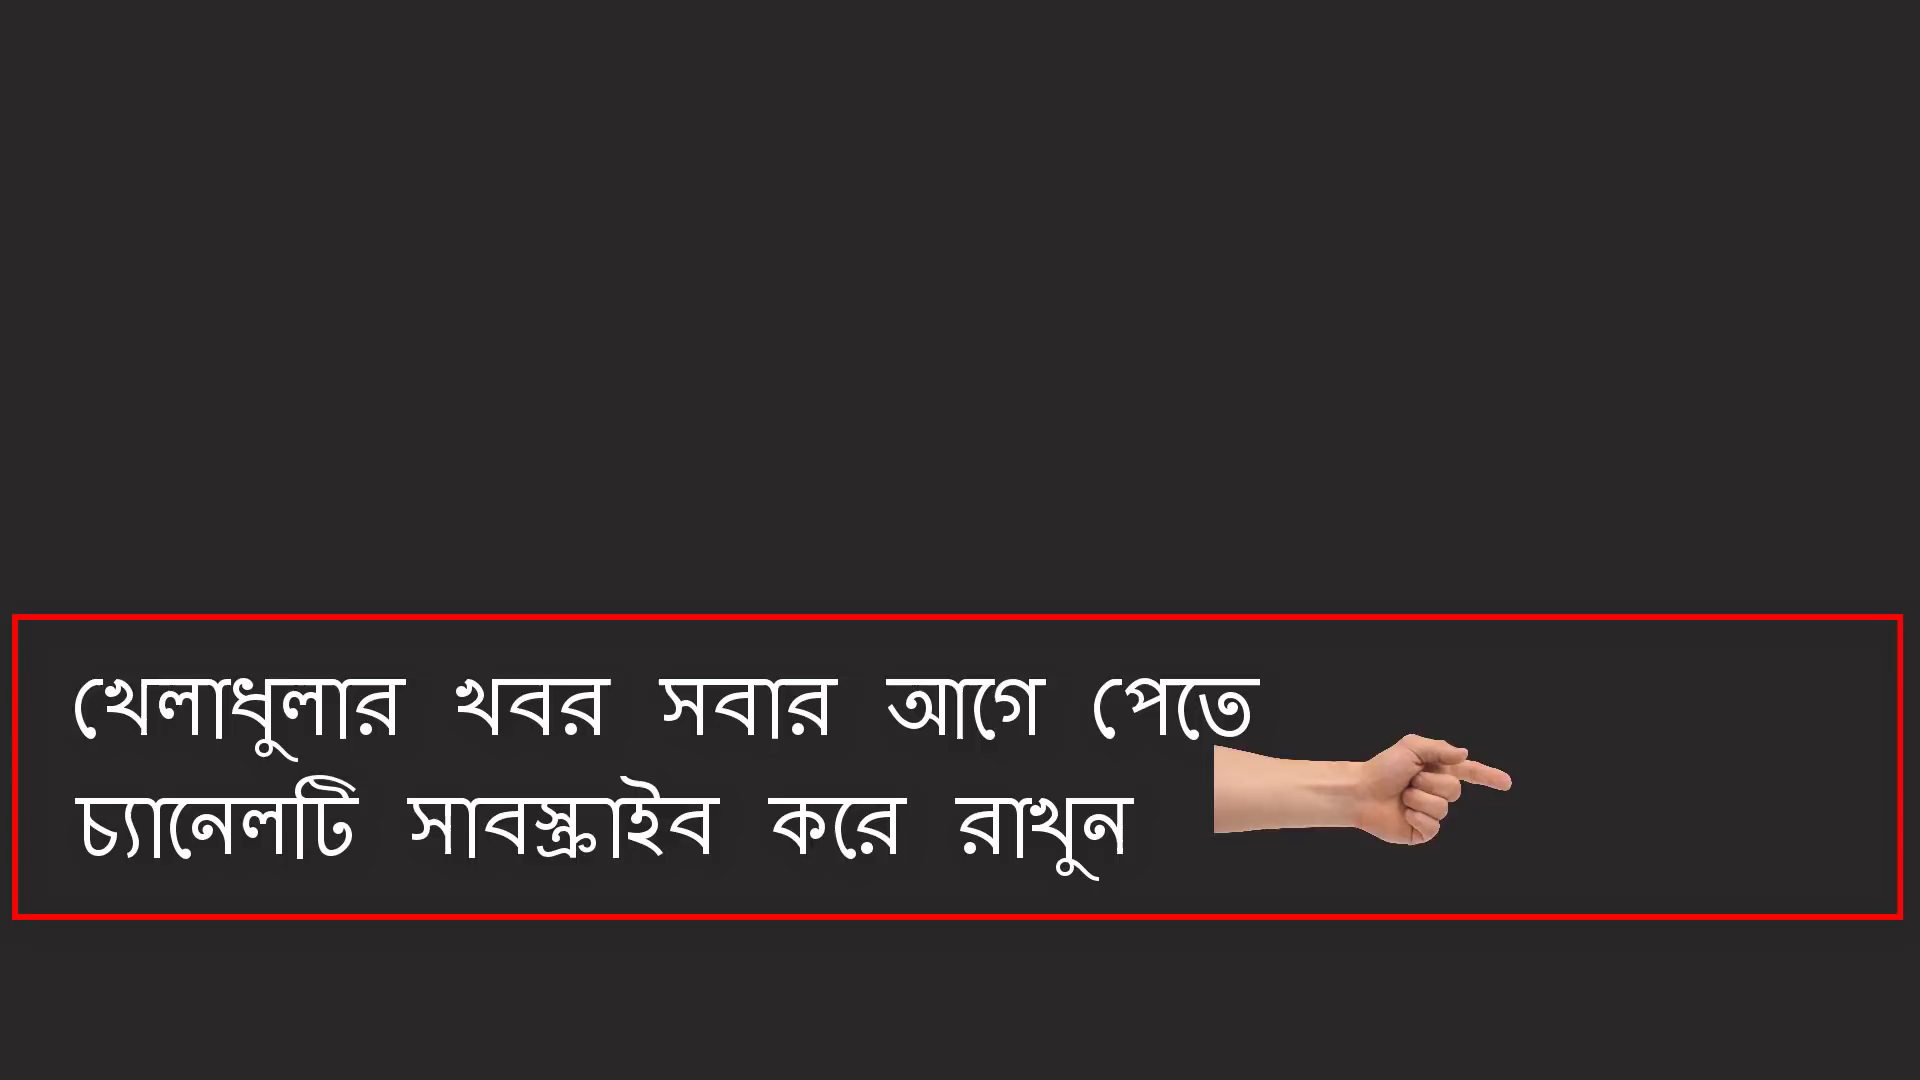 খেলাধুলার খবর সবার আগে পেতে
চ্যানেলটি সাবস্ক্রাইব করে রাখুন